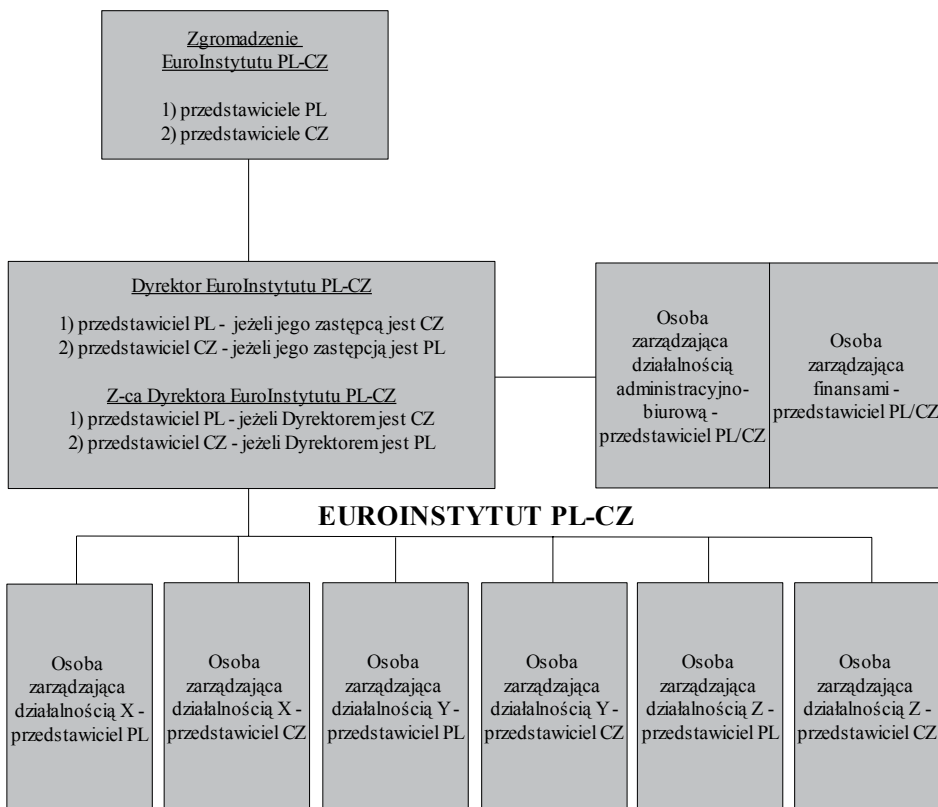 Zgromadzenie
EuroInstytutu PL-CZ
1) przedstawiciele PL
2) przedstawiciele CZ
Dyrektor EuroInstytutu PL-CZ
1) przedstawiciel PL - jeżeli jego zastępcą jest CZ
2) przedstawiciel CZ - jeżeli jego zastępcją jest PL
Z-ca Dyrektora EuroInstytutu PL-CZ
1) przedstawiciel PL - jeżeli Dyrektorem jest CZ
2) przedstawiciel CZ - jeżeli Dyrektorem jest PL
Osoba
zarządzająca
działalnością
administracyjno-
biurową -
przedstawiciel PL/CZ
Osoba
zarządzająca
finansami -
przedstawiciel PL/CZ
EUROINSTYTUT PL-CZ
Osoba
zarządzająca
działalnością X -
przedstawiciel PL
Osoba
zarządzająca
działalnością X -
przedstawiciel CZ
Osoba
zarządzająca
działalnością Y -
przedstawiciel PL
Osoba
zarządzająca
działalnością Y -
przedstawiciel CZ
Osoba
zarządzająca
działalnością Z -
przedstawiciel PL
Osoba
zarządzająca
działalnością Z -
przedstawiciel CZ